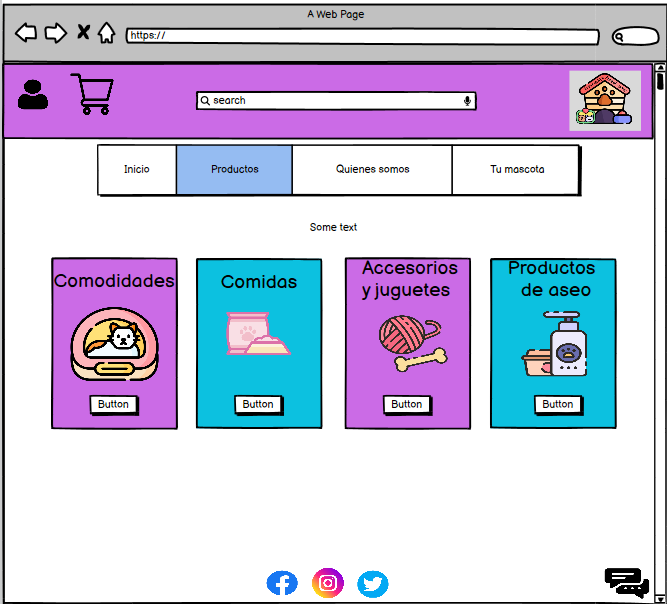 A Web Page
https://
search
Inicio
Productos
Quienes somos
Tu mascota
Some text
Comodidades
Comidas
Accesorios
y juguetes
Productos
de aseo
Button
Button
Button
Button